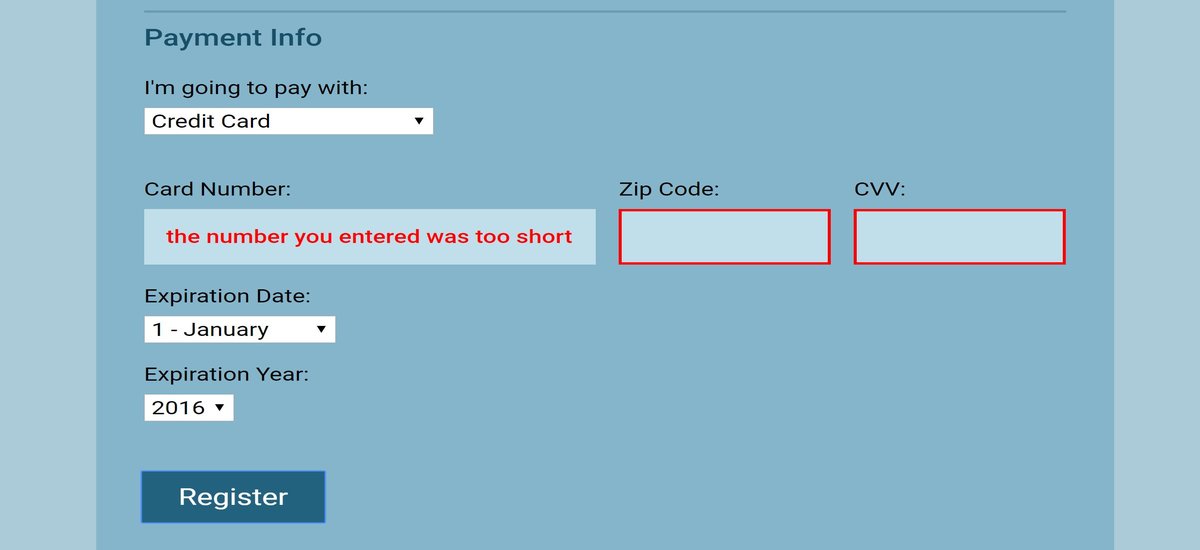 Payment Info
I'm going to pay with:
Credit Card
Card Number:
Zip Code:
CVV:
the number you entered was too short
Expiration Date:
1 - January
Expiration Year:
2016
Register